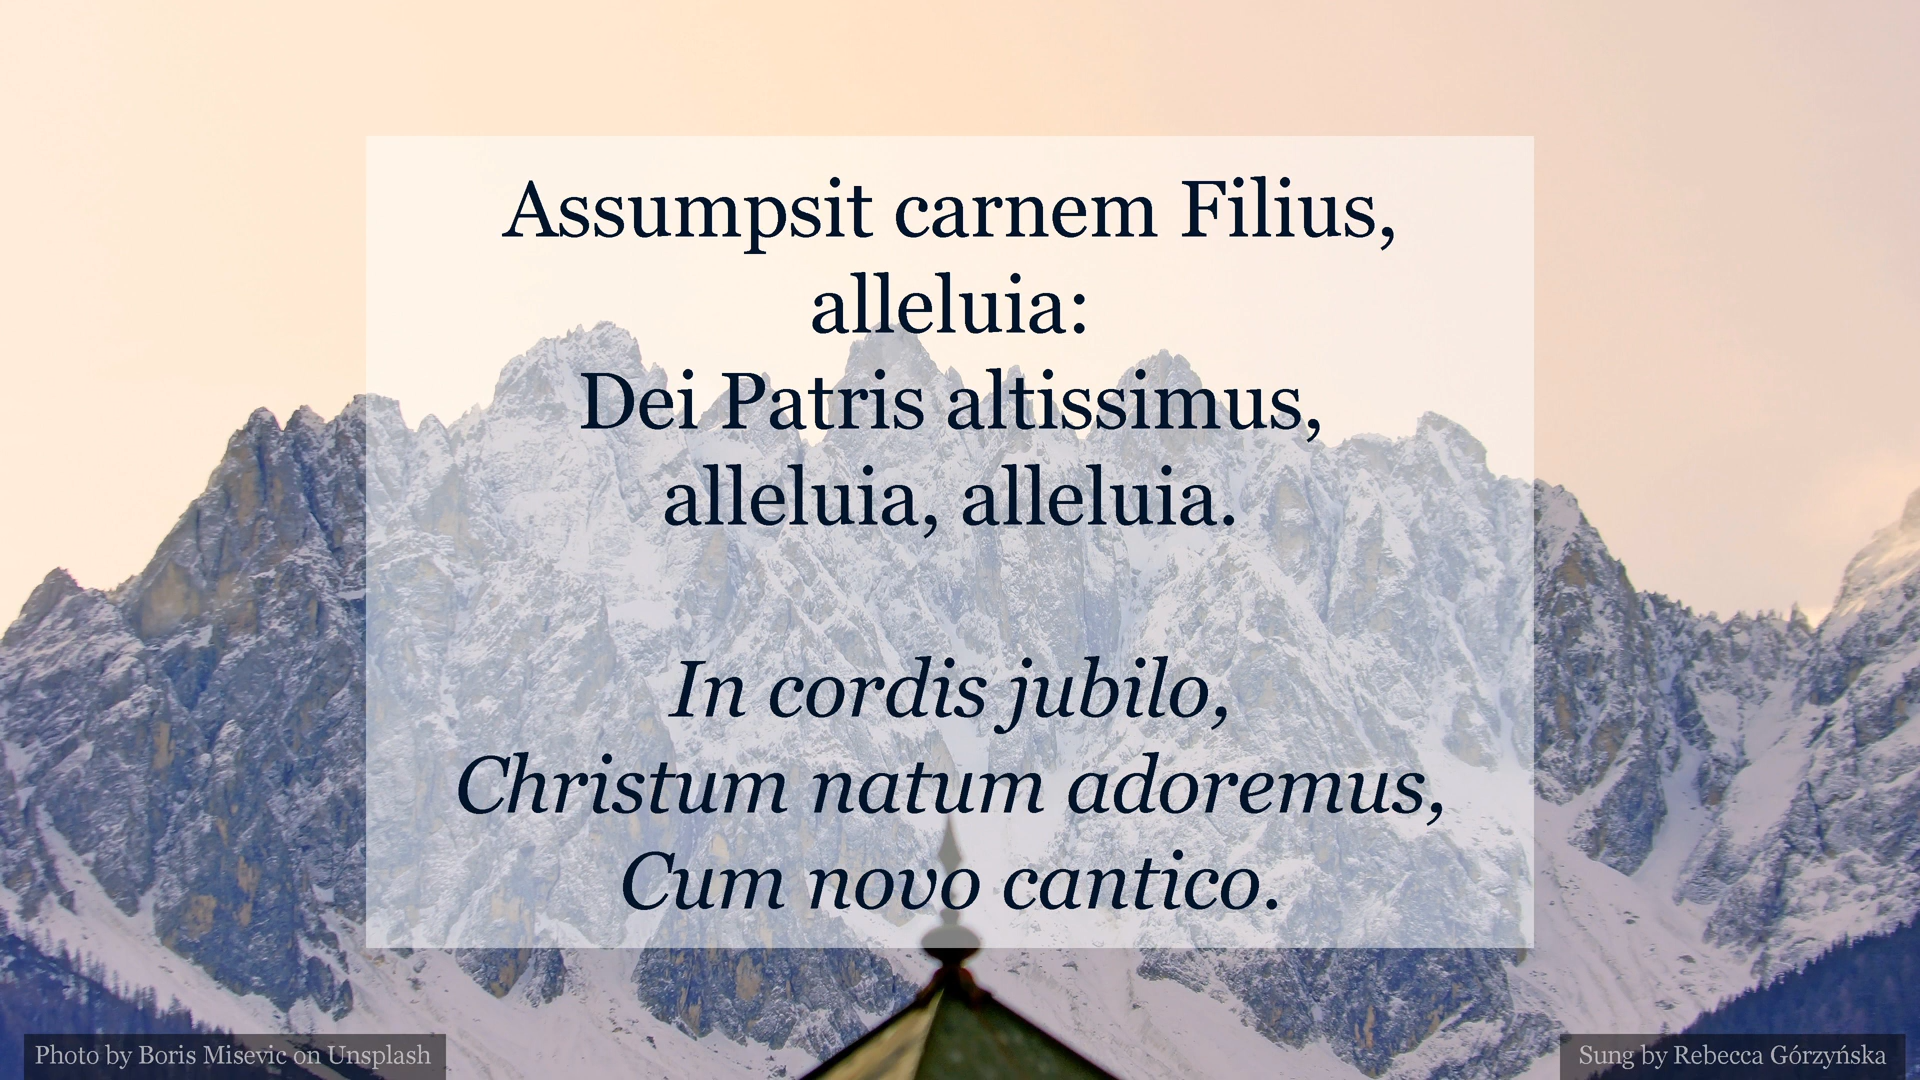 Assumpsit carnem Filius,
alleluia:
Dei Patris altissimus,
alleluia, alleluia.
In cordis jubilo,
Christum natum adoremus,
Cum novo cantico.
Photo by Boris Misevic on Unsplash
Sung by Rebecca Górzyńska